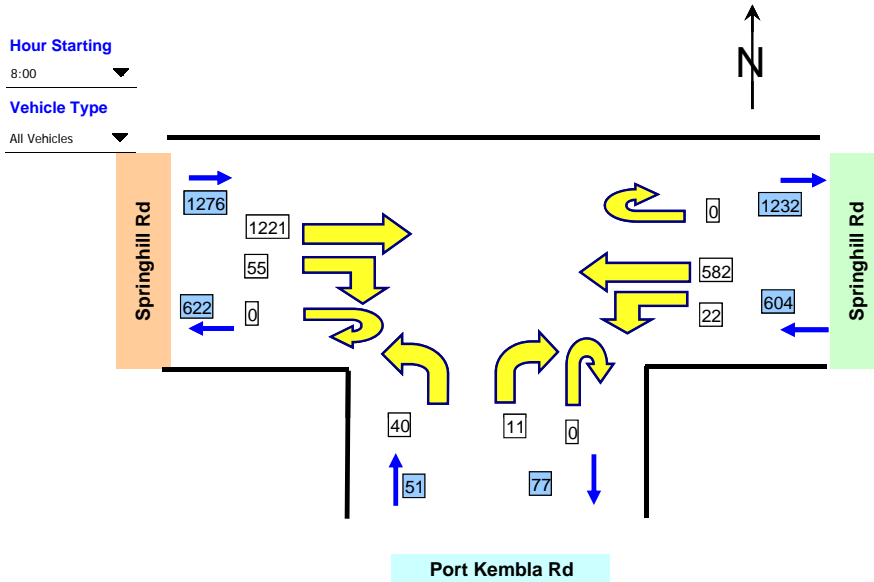 Hour Starting
8:00
Vehicle Type
All Vehicles
N
Springhill Rd
1276
1221
55
622
0
0
1232
582
22
604
Springhill Rd
40
11
0
51
77
Port Kembla Rd